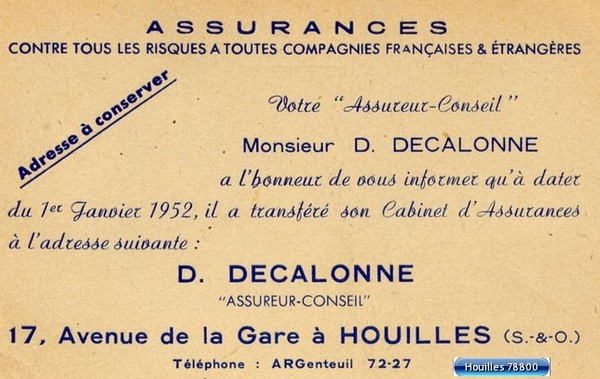 ASSURANCES
CONTRE TOUS LES RISQUES A TOUTES COMPAGNIES FRANÇAISES & ÉTRANGÈRES
Adresse à conserver
Votre "Assureur-Conseil"
Monsieur D. DECALONNE
a l'honneur de vous informer qu'à dater
du 1er Janvier 1952, il a transféré son Cabinet d'Assurances
à l'adresse suivante :
D. DECALONNE
"ASSUREUR-CONSEIL"
17, Avenue de la Gare à HOUILLES (S.-&-O.)
Téléphone : ARGenteuil 72-27
Houilles 78800